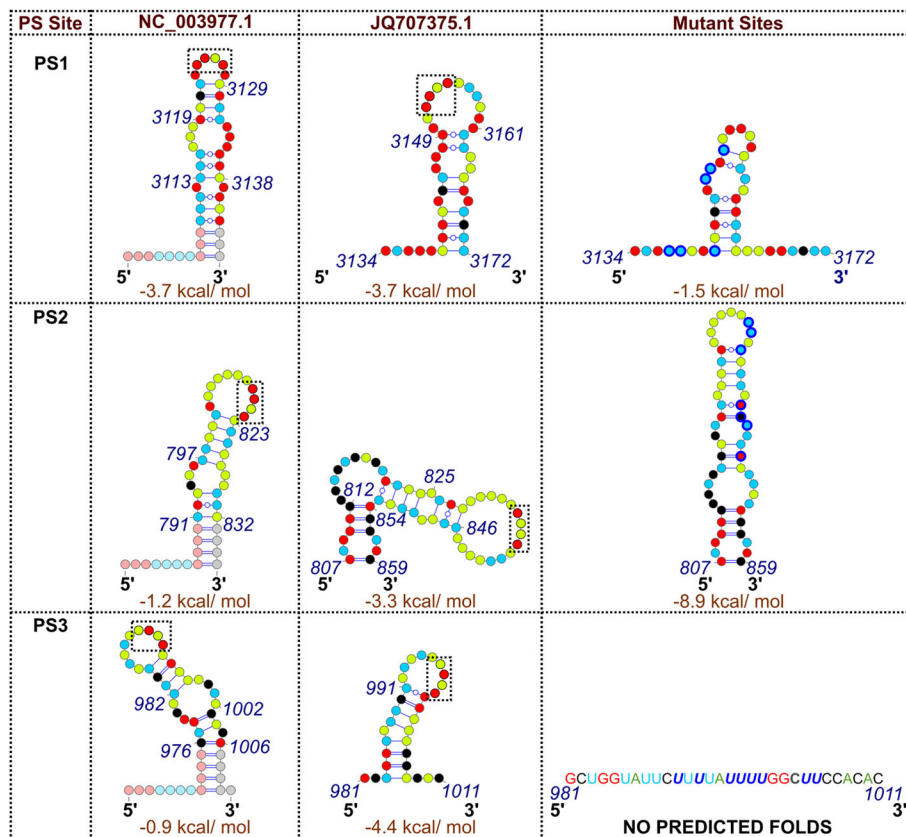 PS Site NC_003977.1 JQ707375.1 Mutant Sites
PS1
3129
3119
3113 3138
5' 3'
-3.7 kcal/ mol
3149 3161
3134 3172
5' 3'
-3.7 kcal/ mol
3134 3172
5' 3'
-1.5 kcal/ mol
PS2
823
797
791 832
5' 3'
-1.2 kcal/ mol
825
812
854 846
807 859
5' 3'
-3.3 kcal/ mol
807 859
5' 3'
-8.9 kcal/ mol
PS3
982 1002
976 1006
5' 3'
-0.9 kcal/ mol
991
981 1011
5' 3'
-4.4 kcal/ mol
GCUGGUAUUCUUUUAUUUUGGCUUCCACAC
981 1011
5' 3'
NO PREDICTED FOLDS